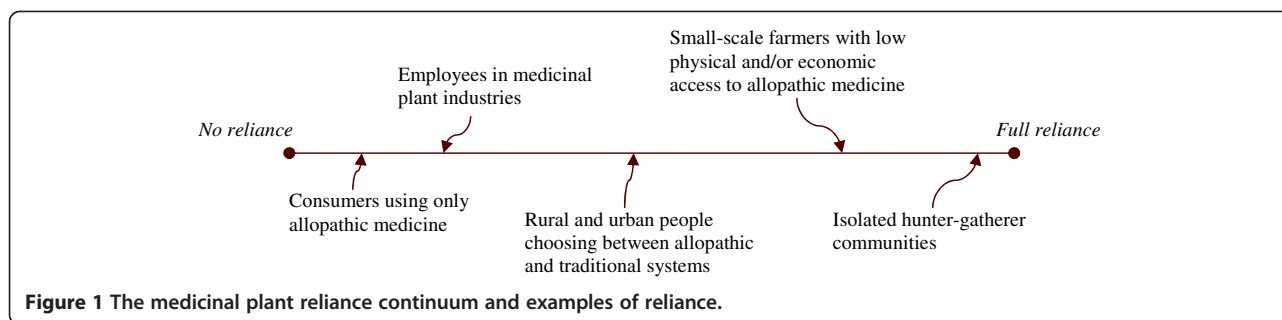 Small-scale farmers with low
physical and/or economic
access to allopathic medicine
Employees in medicinal
plant industries
No reliance
Full reliance
Consumers using only
allopathic medicine
Rural and urban people
choosing between allopathic
and traditional systems
Isolated hunter-gatherer
communities
Figure 1 The medicinal plant reliance continuum and examples of reliance.